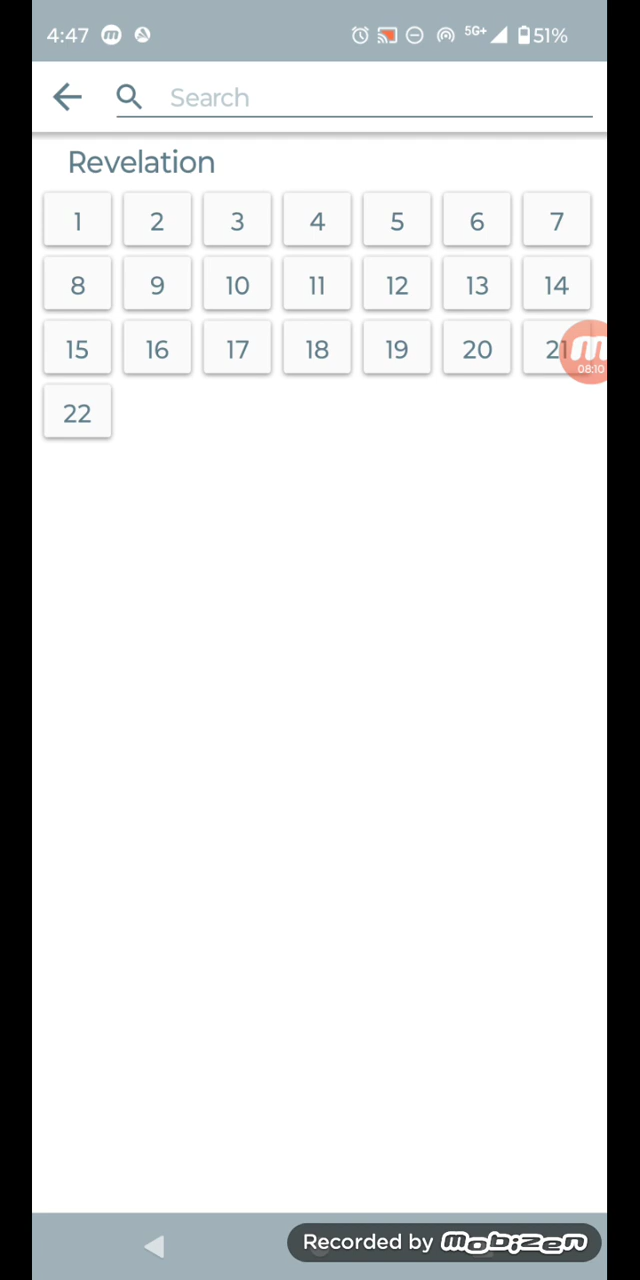 4:47 m 5G+ 51%
Search
Revelation
1 2 3 4 5 6 7
8 9 10 11 12 13 14
15 16 17 18 19 20 21
08:10
22
Recorded by mobizen